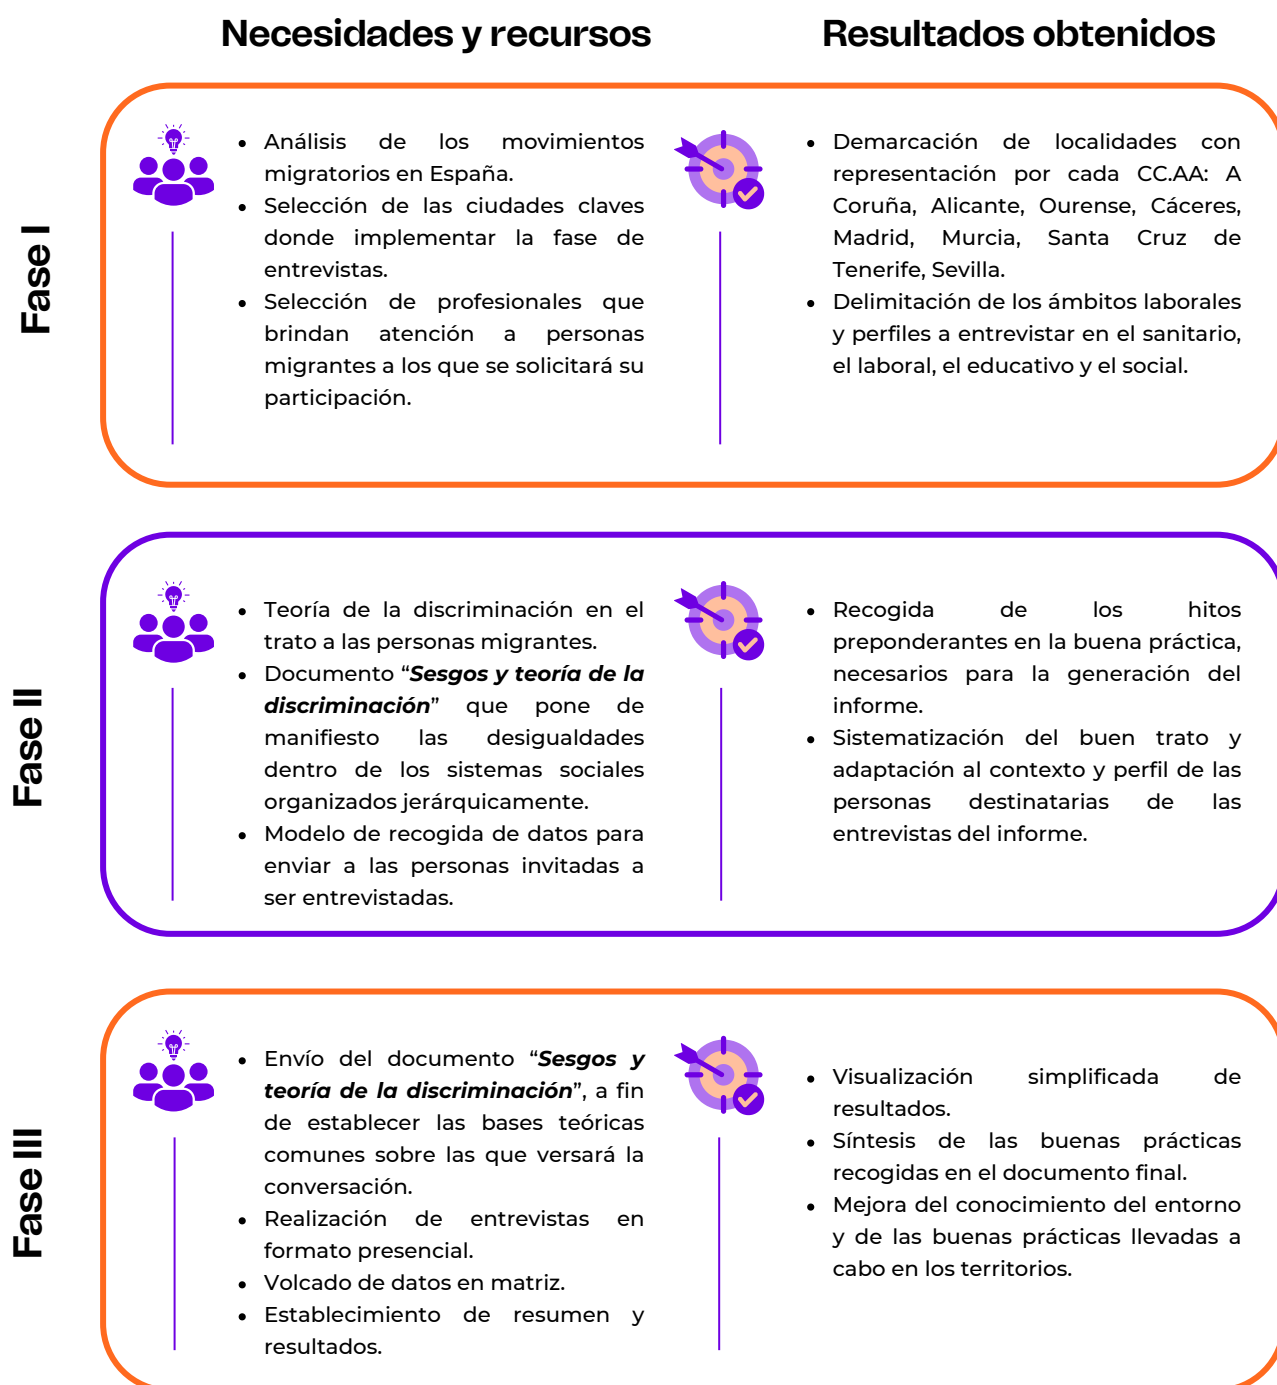 Necesidades y recursos
Resultados obtenidos
Fase I
• Análisis de los movimientos
migratorios en España.
• Selección de las ciudades claves
donde implementar la fase de
entrevistas.
• Selección de profesionales que
brindan atención a personas
migrantes a los que se solicitará su
participación.
• Demarcación de localidades con
representación por cada CC.AA: A
Coruña, Alicante, Ourense, Cáceres,
Madrid, Murcia, Santa Cruz de
Tenerife, Sevilla.
• Delimitación de los ámbitos laborales
y perfiles a entrevistar en el sanitario,
el laboral, el educativo y el social.
Fase II
• Teoría de la discriminación en el
trato a las personas migrantes.
• Documento “Sesgos y teoría de la
discriminación” que pone de
manifiesto las desigualdades
dentro de los sistemas sociales
organizados jerárquicamente.
• Modelo de recogida de datos para
enviar a las personas invitadas a
ser entrevistadas.
• Recogida de los hitos
preponderantes en la buena práctica,
necesarios para la generación del
informe.
• Sistematización del buen trato y
adaptación al contexto y perfil de las
personas destinatarias de las
entrevistas del informe.
Fase III
• Envío del documento “Sesgos y
teoría de la discriminación”, a fin
de establecer las bases teóricas
comunes sobre las que versará la
conversación.
• Realización de entrevistas en
formato presencial.
• Volcado de datos en matriz.
• Establecimiento de resumen y
resultados.
• Visualización simplificada de
resultados.
• Síntesis de las buenas prácticas
recogidas en el documento final.
• Mejora del conocimiento del entorno
y de las buenas prácticas llevadas a
cabo en los territorios.